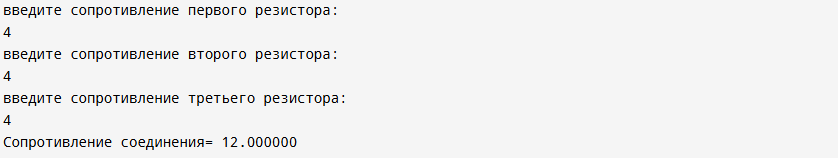 введите сопротивление первого резистора:
4
введите сопротивление второго резистора:
4
введите сопротивление третьего резистора:
4
Сопротивление соединения= 12.000000